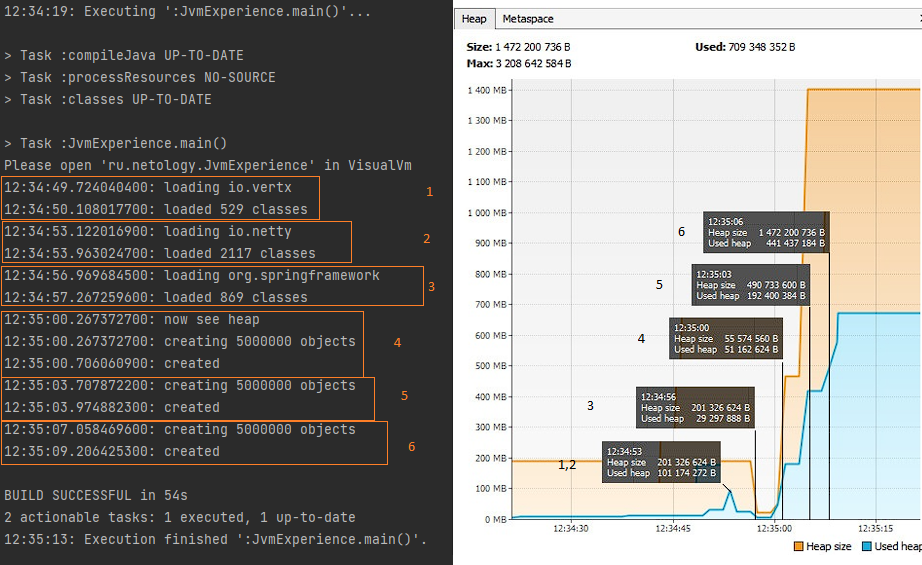 12:34:19: Executing ':JvmExperience.main()'...
> Task :compileJava UP-TO-DATE
> Task :processResources NO-SOURCE
> Task :classes UP-TO-DATE
> Task :JvmExperience.main()
Please open 'ru.netology.JvmExperience' in VisualVm
12:34:49.724040400: loading io.vertx
12:34:50.108017700: loaded 529 classes
1
12:34:53.122016900: loading io.netty
12:34:53.963024700: loaded 2117 classes
2
12:34:56.969684500: loading org.springframework
12:34:57.267259600: loaded 869 classes
3
12:35:00.267372700: now see heap
12:35:00.267372700: creating 5000000 objects
12:35:00.706060900: created
4
12:35:03.707872200: creating 5000000 objects
12:35:03.974882300: created
5
12:35:07.058469600: creating 5000000 objects
12:35:09.206425300: created
6
BUILD SUCCESSFUL in 54s
2 actionable tasks: 1 executed, 1 up-to-date
12:35:13: Execution finished ':JvmExperience.main()'.
Heap Metaspace
Size: 1 472 200 736 B Used: 709 348 352 B
Max: 3 208 642 584 B
1 400 MB
1 300 MB
1 200 MB
1 100 MB
1 000 MB
900 MB
800 MB
700 MB
600 MB
500 MB
400 MB
300 MB
200 MB
100 MB
0 MB
6
12:35:06
Heap size 1 472 200 736 B
Used heap 441 437 184 B
5
12:35:03
Heap size 490 733 600 B
Used heap 192 400 384 B
4
12:35:00
Heap size 55 574 560 B
Used heap 51 162 624 B
3
12:34:56
Heap size 201 326 624 B
Used heap 29 297 888 B
1,2
12:34:53
Heap size 201 326 624 B
Used heap 101 174 272 B
12:34:30 12:34:45 12:35:00 12:35:15
Heap size Used heap